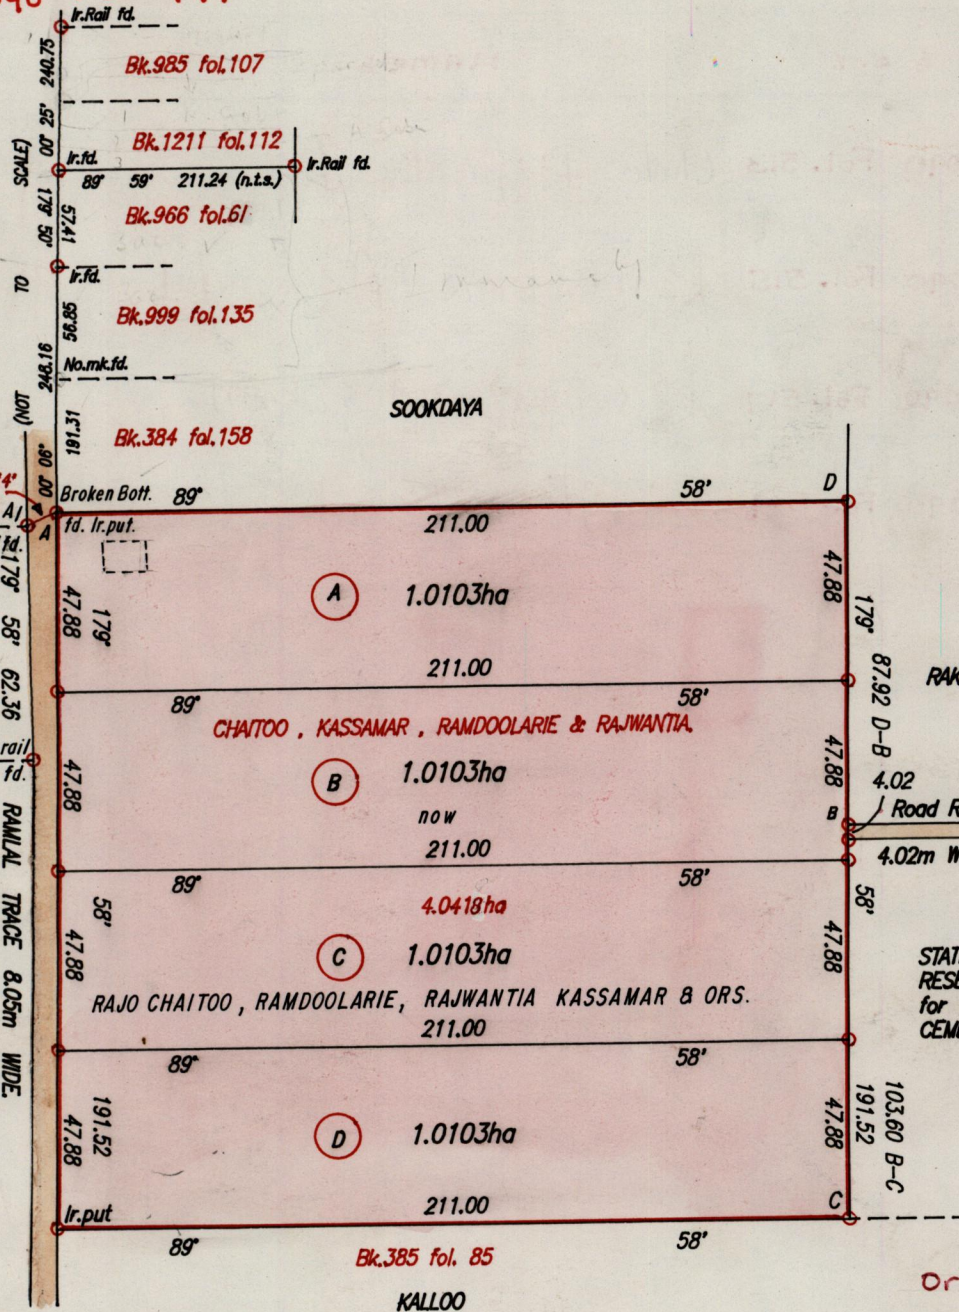 Ir.Rail fd.
240.75
Bk.985 fol.107
00° 25'
Bk.1211 fol.112
Ir.fd.
Ir.Rail fd.
89° 59' 211.24 (n.t.s.)
(NOT TO SCALE)
179° 50'
57.41
Bk.966 fol.61
Ir.fd.
56.85
Bk.999 fol.135
248.16
No.mk.fd.
SOOKDAYA
191.31
Bk.384 fol.158
00° 06'
4"
Broken Bott. 89° 58' D
A1
A fd. Ir.put. 211.00
fd.
A 1.0103ha
47.88
179°
47.88
179°
179° 58' 62.36
211.00
89° 58'
87.92 D-B
CHAITOO , KASSAMAR , RAMDOOLARIE & RAJWANTIA.
rail
fd.
B 1.0103ha
47.88
47.88
4.02
now
B Road R
211.00
4.02m W
89° 58'
58'
58'
4.0418ha
C 1.0103ha
47.88
47.88
RAJO CHAITOO , RAMDOOLARIE, RAJWANTIA KASSAMAR & ORS.
211.00
RAMLAL TRACE 8.05m WIDE.
for
89° 58'
D 1.0103ha
191.52
47.88
47.88
103.60 B-C
191.52
Ir.put 211.00 C
89° 58'
Bk.385 fol. 85
KALLOO